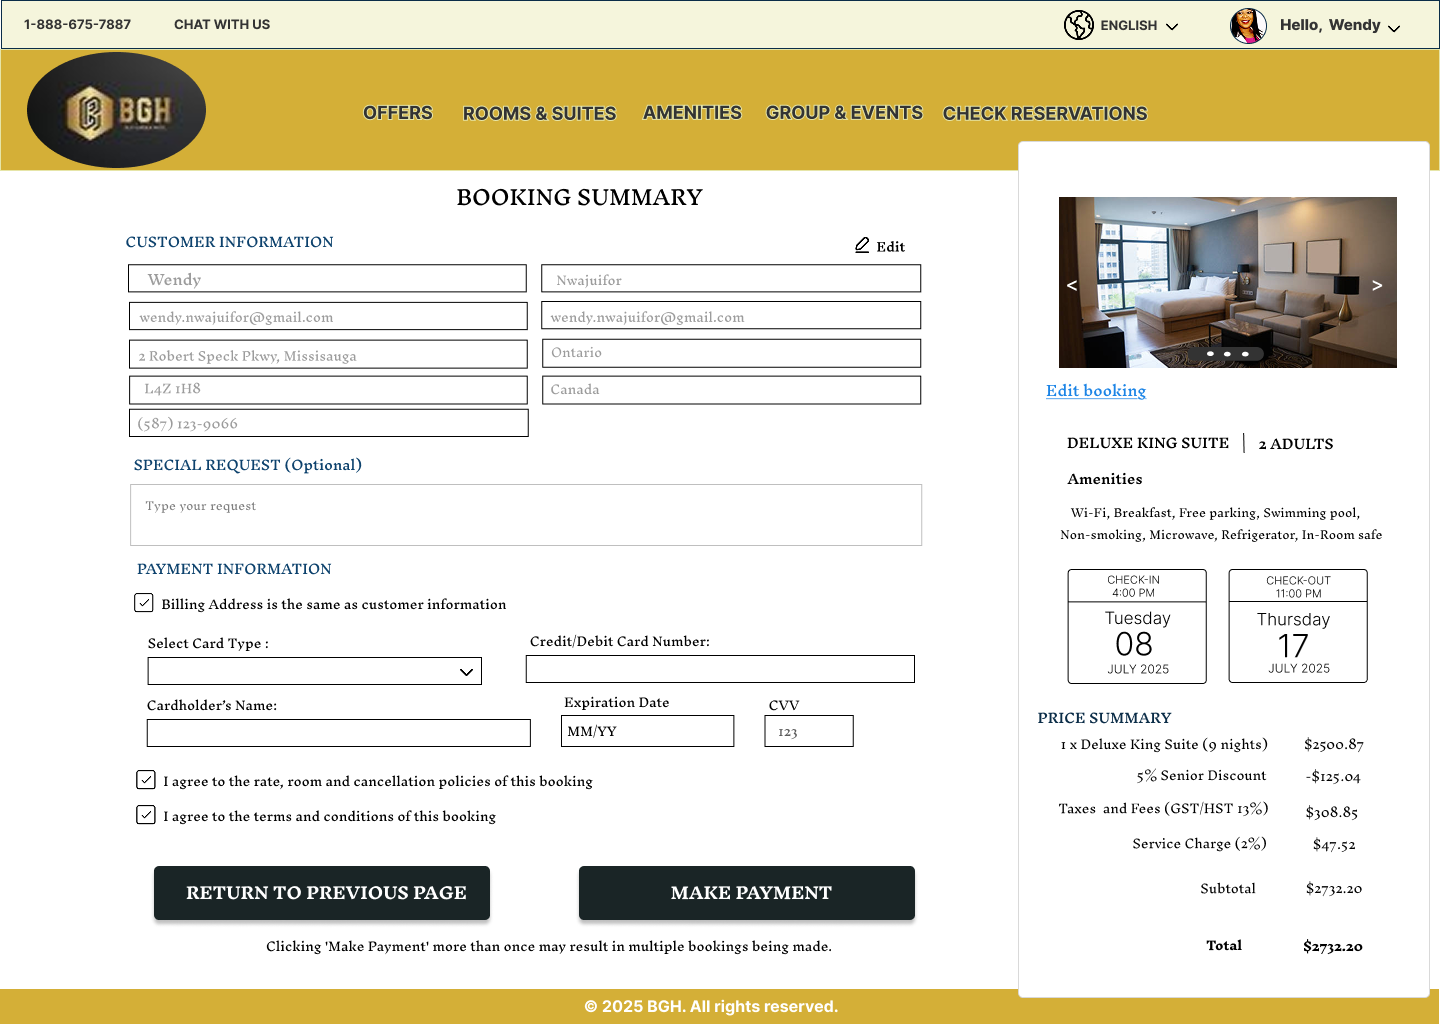 1-888-675-7887 CHAT WITH US ENGLISH Hello, Wendy
BGH
OFFERS ROOMS & SUITES AMENITIES GROUP & EVENTS CHECK RESERVATIONS
BOOKING SUMMARY
CUSTOMER INFORMATION
Edit
Wendy
Nwajuifor
wendy.nwajuifor@gmail.com
wendy.nwajuifor@gmail.com
2 Robert Speck Pkwy, Missisauga
Ontario
L4Z 1H8
Canada
(587) 123-9066
SPECIAL REQUEST (Optional)
Type your request
PAYMENT INFORMATION
Billing Address is the same as customer information
Select Card Type :
Credit/Debit Card Number:
Cardholder's Name:
Expiration Date
CVV
MM/YY
123
I agree to the rate, room and cancellation policies of this booking
I agree to the terms and conditions of this booking
RETURN TO PREVIOUS PAGE
MAKE PAYMENT
Clicking 'Make Payment' more than once may result in multiple bookings being made.
< >
Edit booking
DELUXE KING SUITE | 2 ADULTS
Amenities
Wi-Fi, Breakfast, Free parking, Swimming pool,
Non-smoking, Microwave, Refrigerator, In-Room safe
CHECK-IN
4:00 PM
Tuesday
08
JULY 2025
CHECK-OUT
11:00 PM
Thursday
17
JULY 2025
PRICE SUMMARY
1 x Deluxe King Suite (9 nights) $2500.87
5% Senior Discount -$125.04
Taxes and Fees (GST/HST 13%) $308.85
Service Charge (2%) $47.52
Subtotal $2732.20
Total $2732.20
© 2025 BGH. All rights reserved.